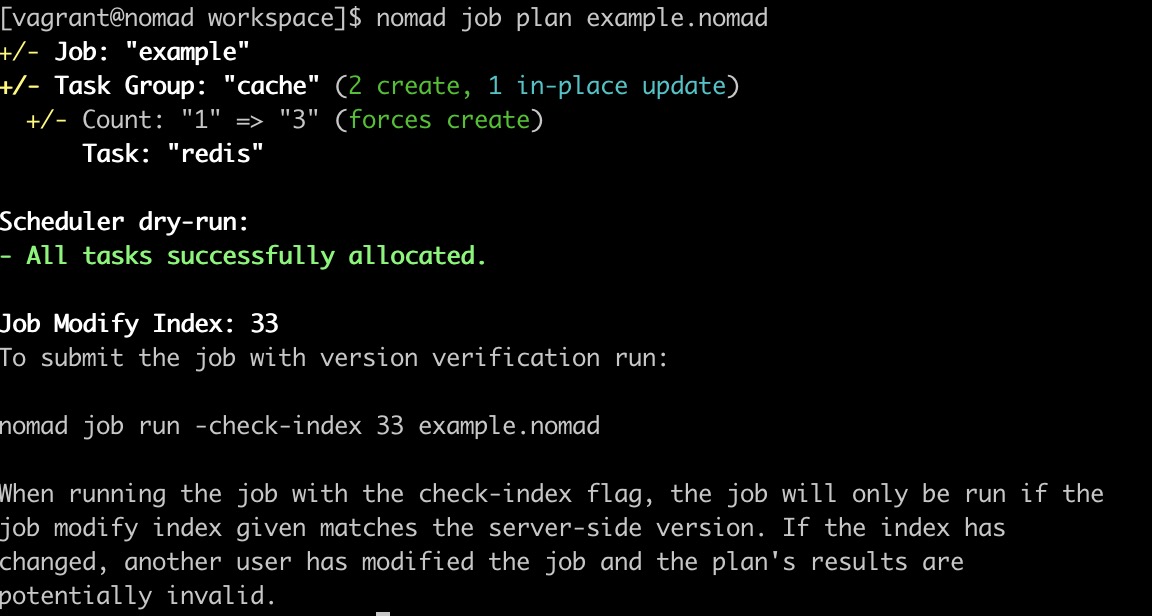 [vagrant@nomad workspace]$ nomad job plan example.nomad
+/- Job: "example"
+/- Task Group: "cache" (2 create, 1 in-place update)
  +/- Count: "1" => "3" (forces create)
      Task: "redis"

Scheduler dry-run:
- All tasks successfully allocated.

Job Modify Index: 33
To submit the job with version verification run:

nomad job run -check-index 33 example.nomad

When running the job with the check-index flag, the job will only be run if the
job modify index given matches the server-side version. If the index has
changed, another user has modified the job and the plan's results are
potentially invalid.